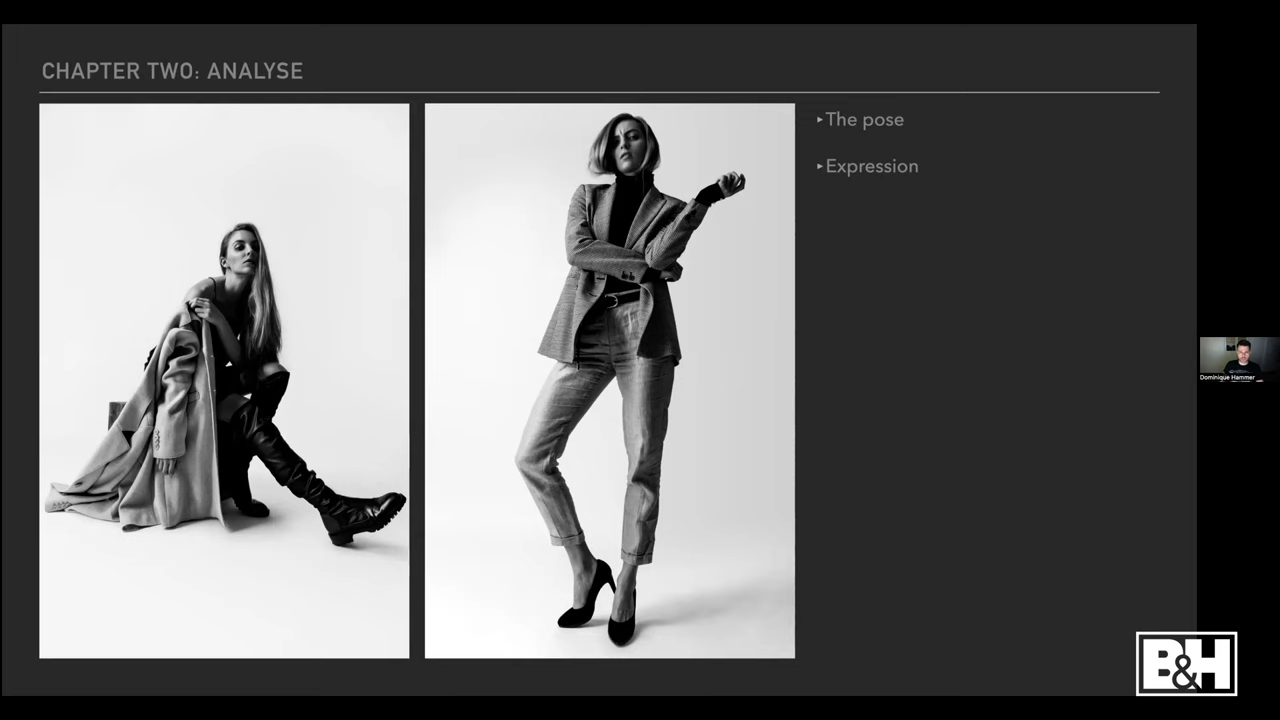 CHAPTER TWO: ANALYSE
▸The pose
▸Expression
Dominique Hammer
B&H